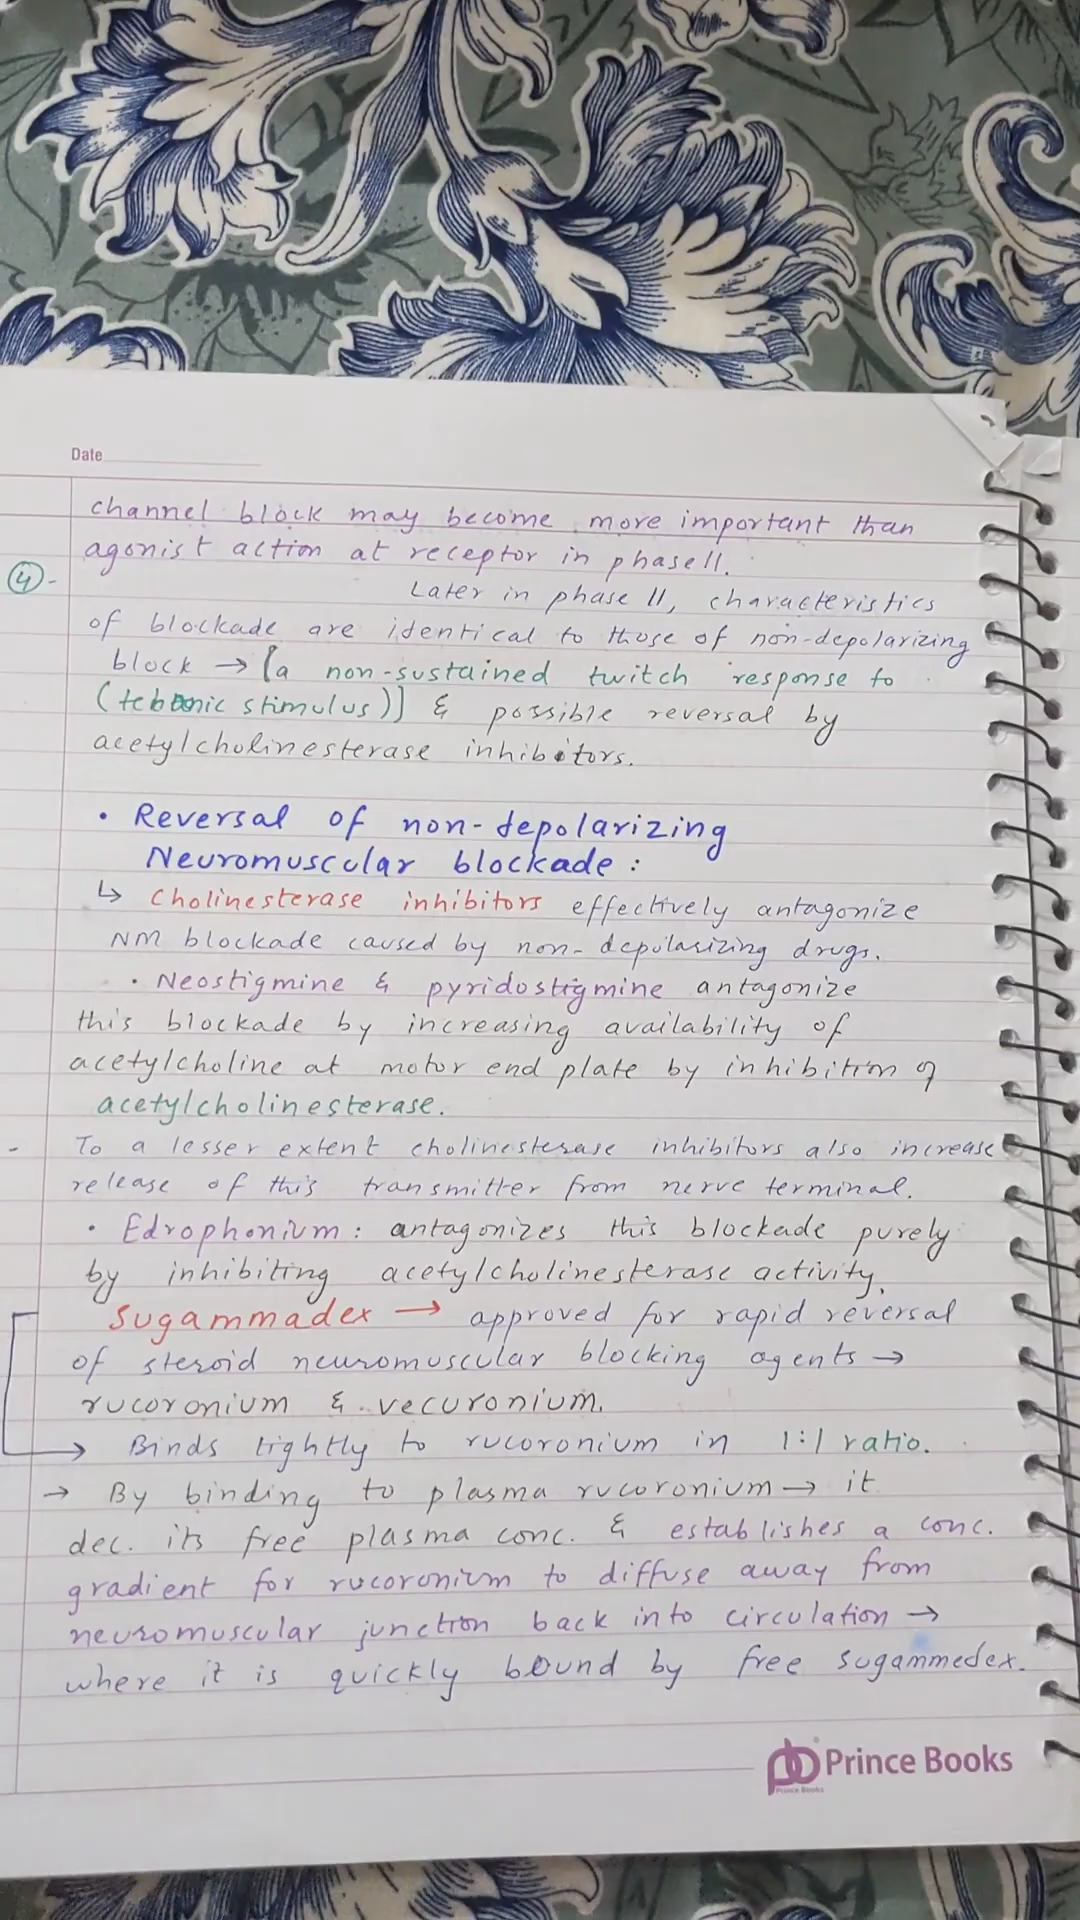 Date
channel block may become more important than
agonist action at receptor in phase II.
④-
Later in phase II, characteristics
of blockade are identical to those of non-depolarizing
block → [a non-sustained twitch response to
(tetanic stimulus)] & possible reversal by
acetylcholinesterase inhibitors.
• Reversal of non-depolarizing
Neuromuscular blockade :
↳ Cholinesterase inhibitors effectively antagonize
NM blockade caused by non-depolarizing drugs.
• Neostigmine & pyridostigmine antagonize
this blockade by increasing availability of
acetylcholine at motor end plate by inhibition of
acetylcholinesterase.
- To a lesser extent cholinesterase inhibitors also increase
release of this transmitter from nerve terminal.
• Edrophonium : antagonizes this blockade purely
by inhibiting acetylcholinesterase activity.
Sugammadex → approved for rapid reversal
of steroid neuromuscular blocking agents →
rucoronium & vecuronium.
→ Binds tightly to rucoronium in 1:1 ratio.
→ By binding to plasma rucoronium → it
dec. its free plasma conc. & establishes a conc.
gradient for rucoronium to diffuse away from
neuromuscular junction back into circulation →
where it is quickly bound by free sugammedex.
Prince Books
Prince Books